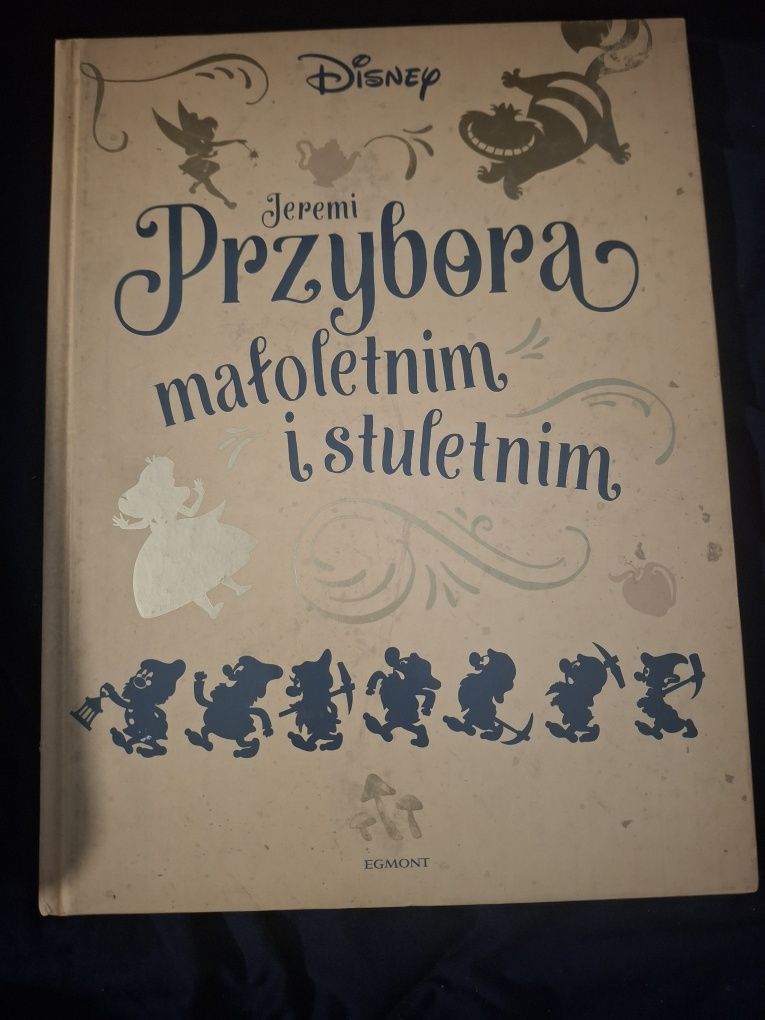 Disney
Jeremi
Przybora
małoletnim
i stuletnim
EGMONT